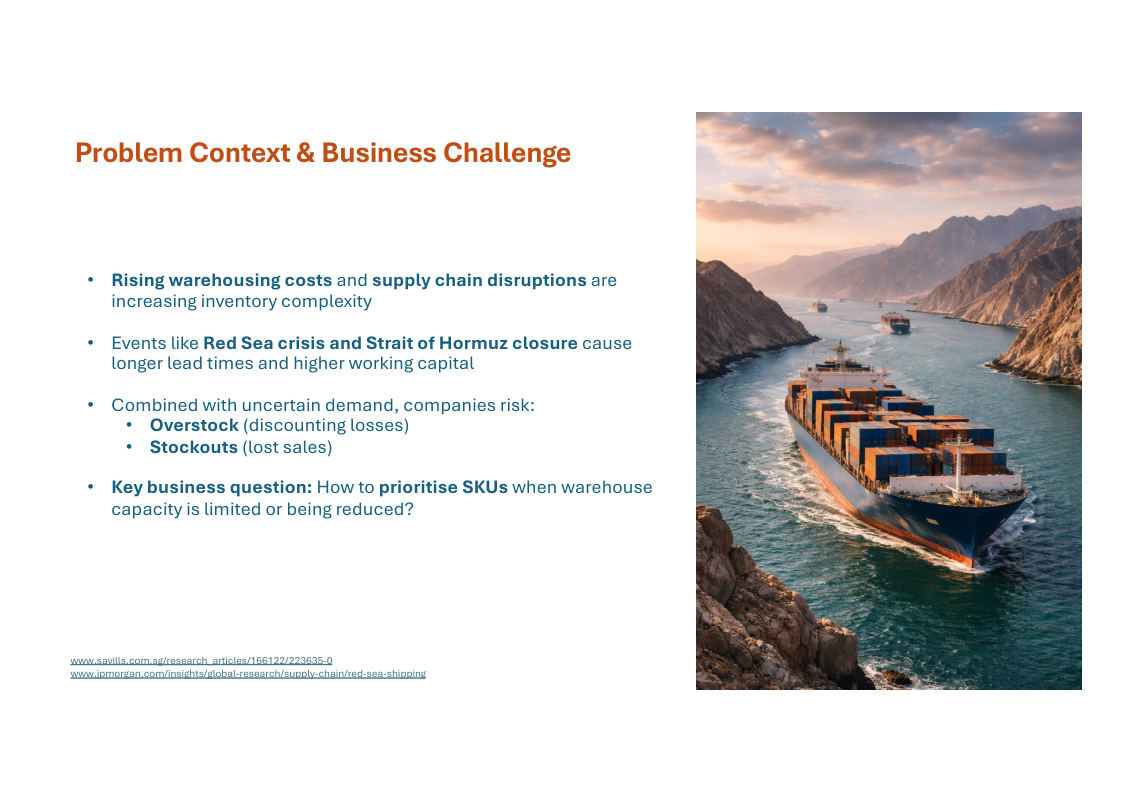 Problem Context & Business Challenge
• Rising warehousing costs and supply chain disruptions are
increasing inventory complexity
• Events like Red Sea crisis and Strait of Hormuz closure cause
longer lead times and higher working capital
• Combined with uncertain demand, companies risk:
• Overstock (discounting losses)
• Stockouts (lost sales)
• Key business question: How to prioritise SKUs when warehouse
capacity is limited or being reduced?
www.savills.com.sg/research_articles/166122/223635-0
www.jpmorgan.com/insights/global-research/supply-chain/red-sea-shipping